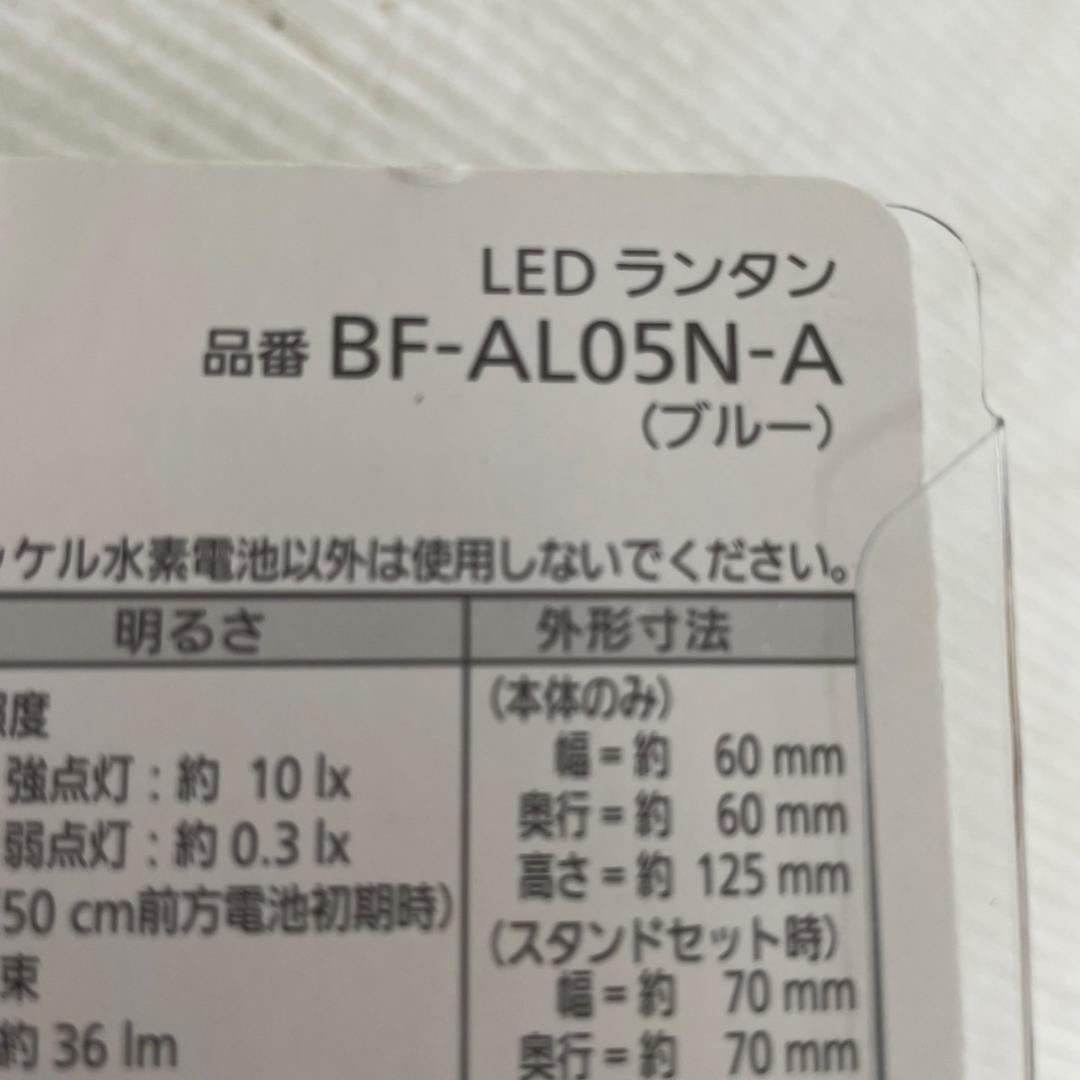 LED ランタン
品番 BF-AL05N-A
(ブルー)
ッケル水素電池以外は使用しないでください。
明るさ
外形寸法
照度
強点灯：約 10 lx
弱点灯：約 0.3 lx
(50 cm前方電池初期時)
束
約 36 lm
(本体のみ)
幅＝約 60 mm
奥行＝約 60 mm
高さ＝約 125 mm
(スタンドセット時)
幅＝約 70 mm
奥行＝約 70 mm